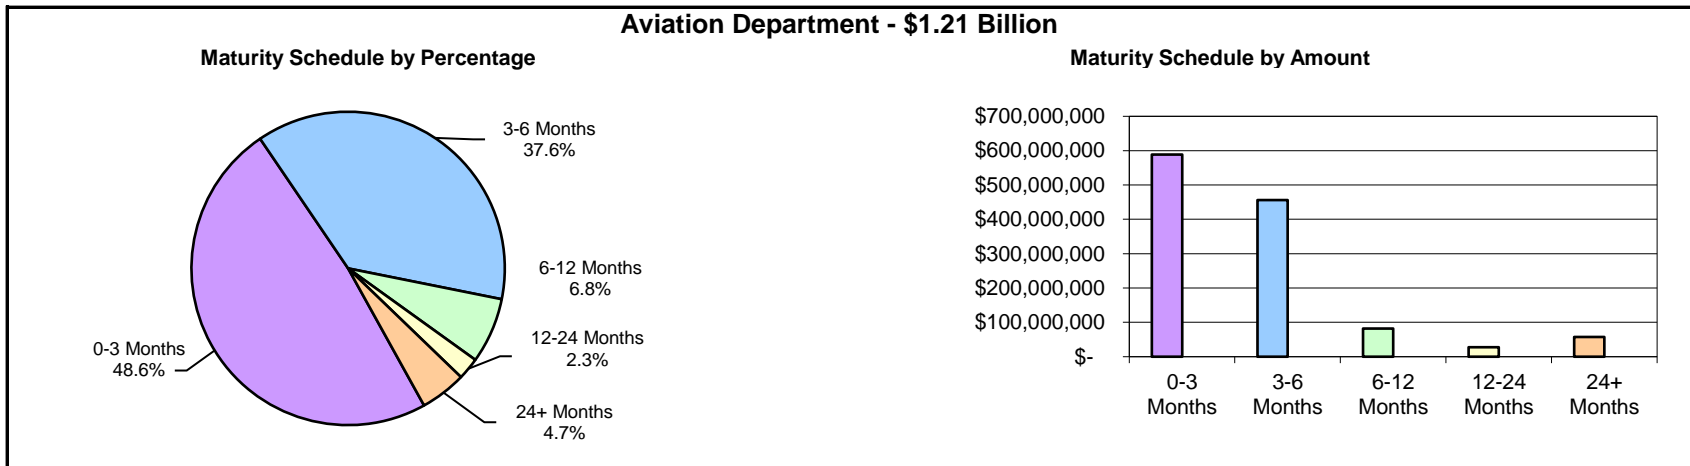 Aviation Department - $1.21 Billion
Maturity Schedule by Percentage
3-6 Months
37.6%
6-12 Months
6.8%
12-24 Months
2.3%
24+ Months
4.7%
0-3 Months
48.6%
Maturity Schedule by Amount
$700,000,000
$600,000,000
$500,000,000
$400,000,000
$300,000,000
$200,000,000
$100,000,000
$-
0-3
Months
3-6
Months
6-12
Months
12-24
Months
24+
Months